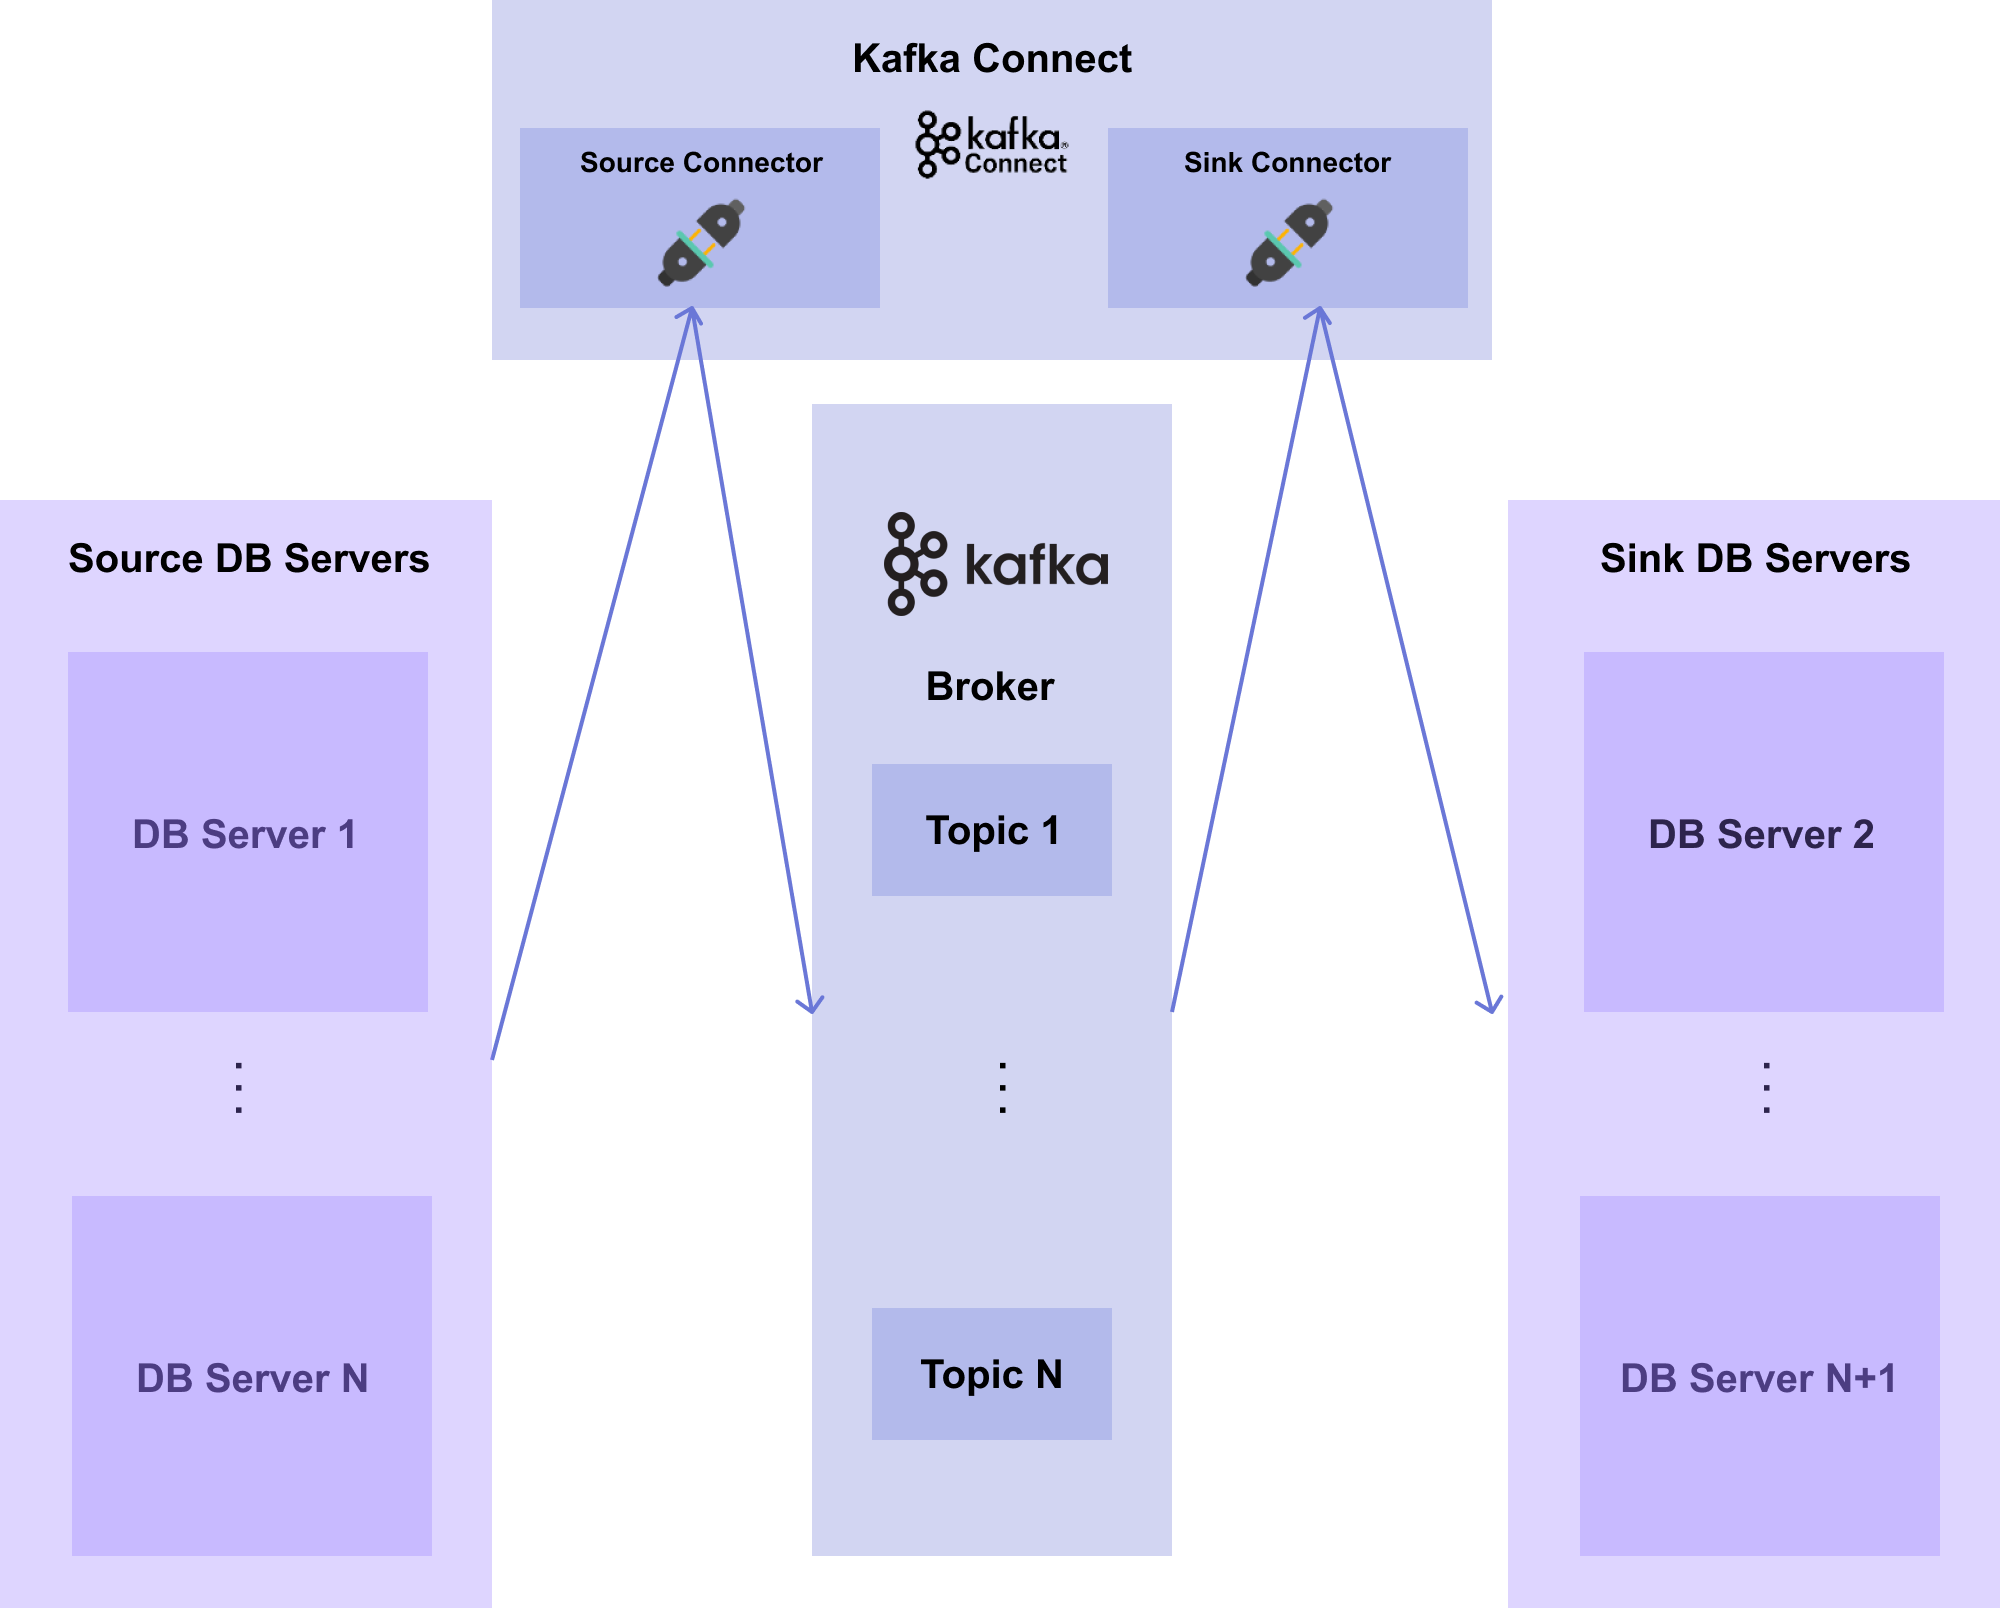 Kafka Connect
kafka®
Connect
Source Connector
Sink Connector
kafka
Broker
Topic 1
⋮
Topic N
Source DB Servers
DB Server 1
⋮
DB Server N
Sink DB Servers
DB Server 2
⋮
DB Server N+1